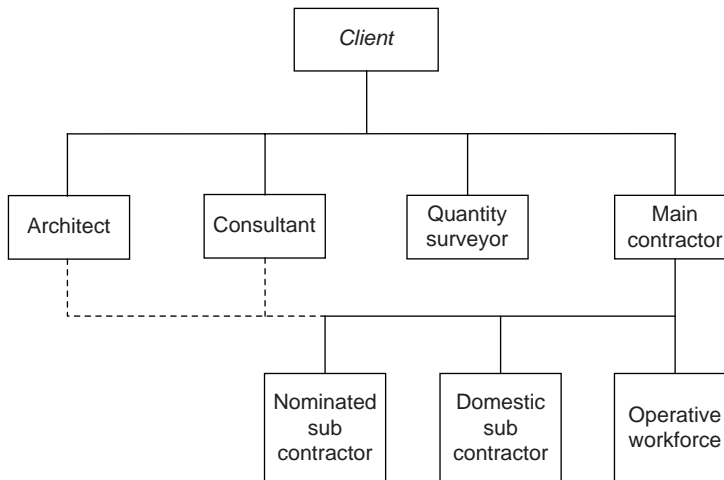 Client
Architect
Consultant
Quantity
surveyor
Main
contractor
Nominated
sub
contractor
Domestic
sub
contractor
Operative
workforce